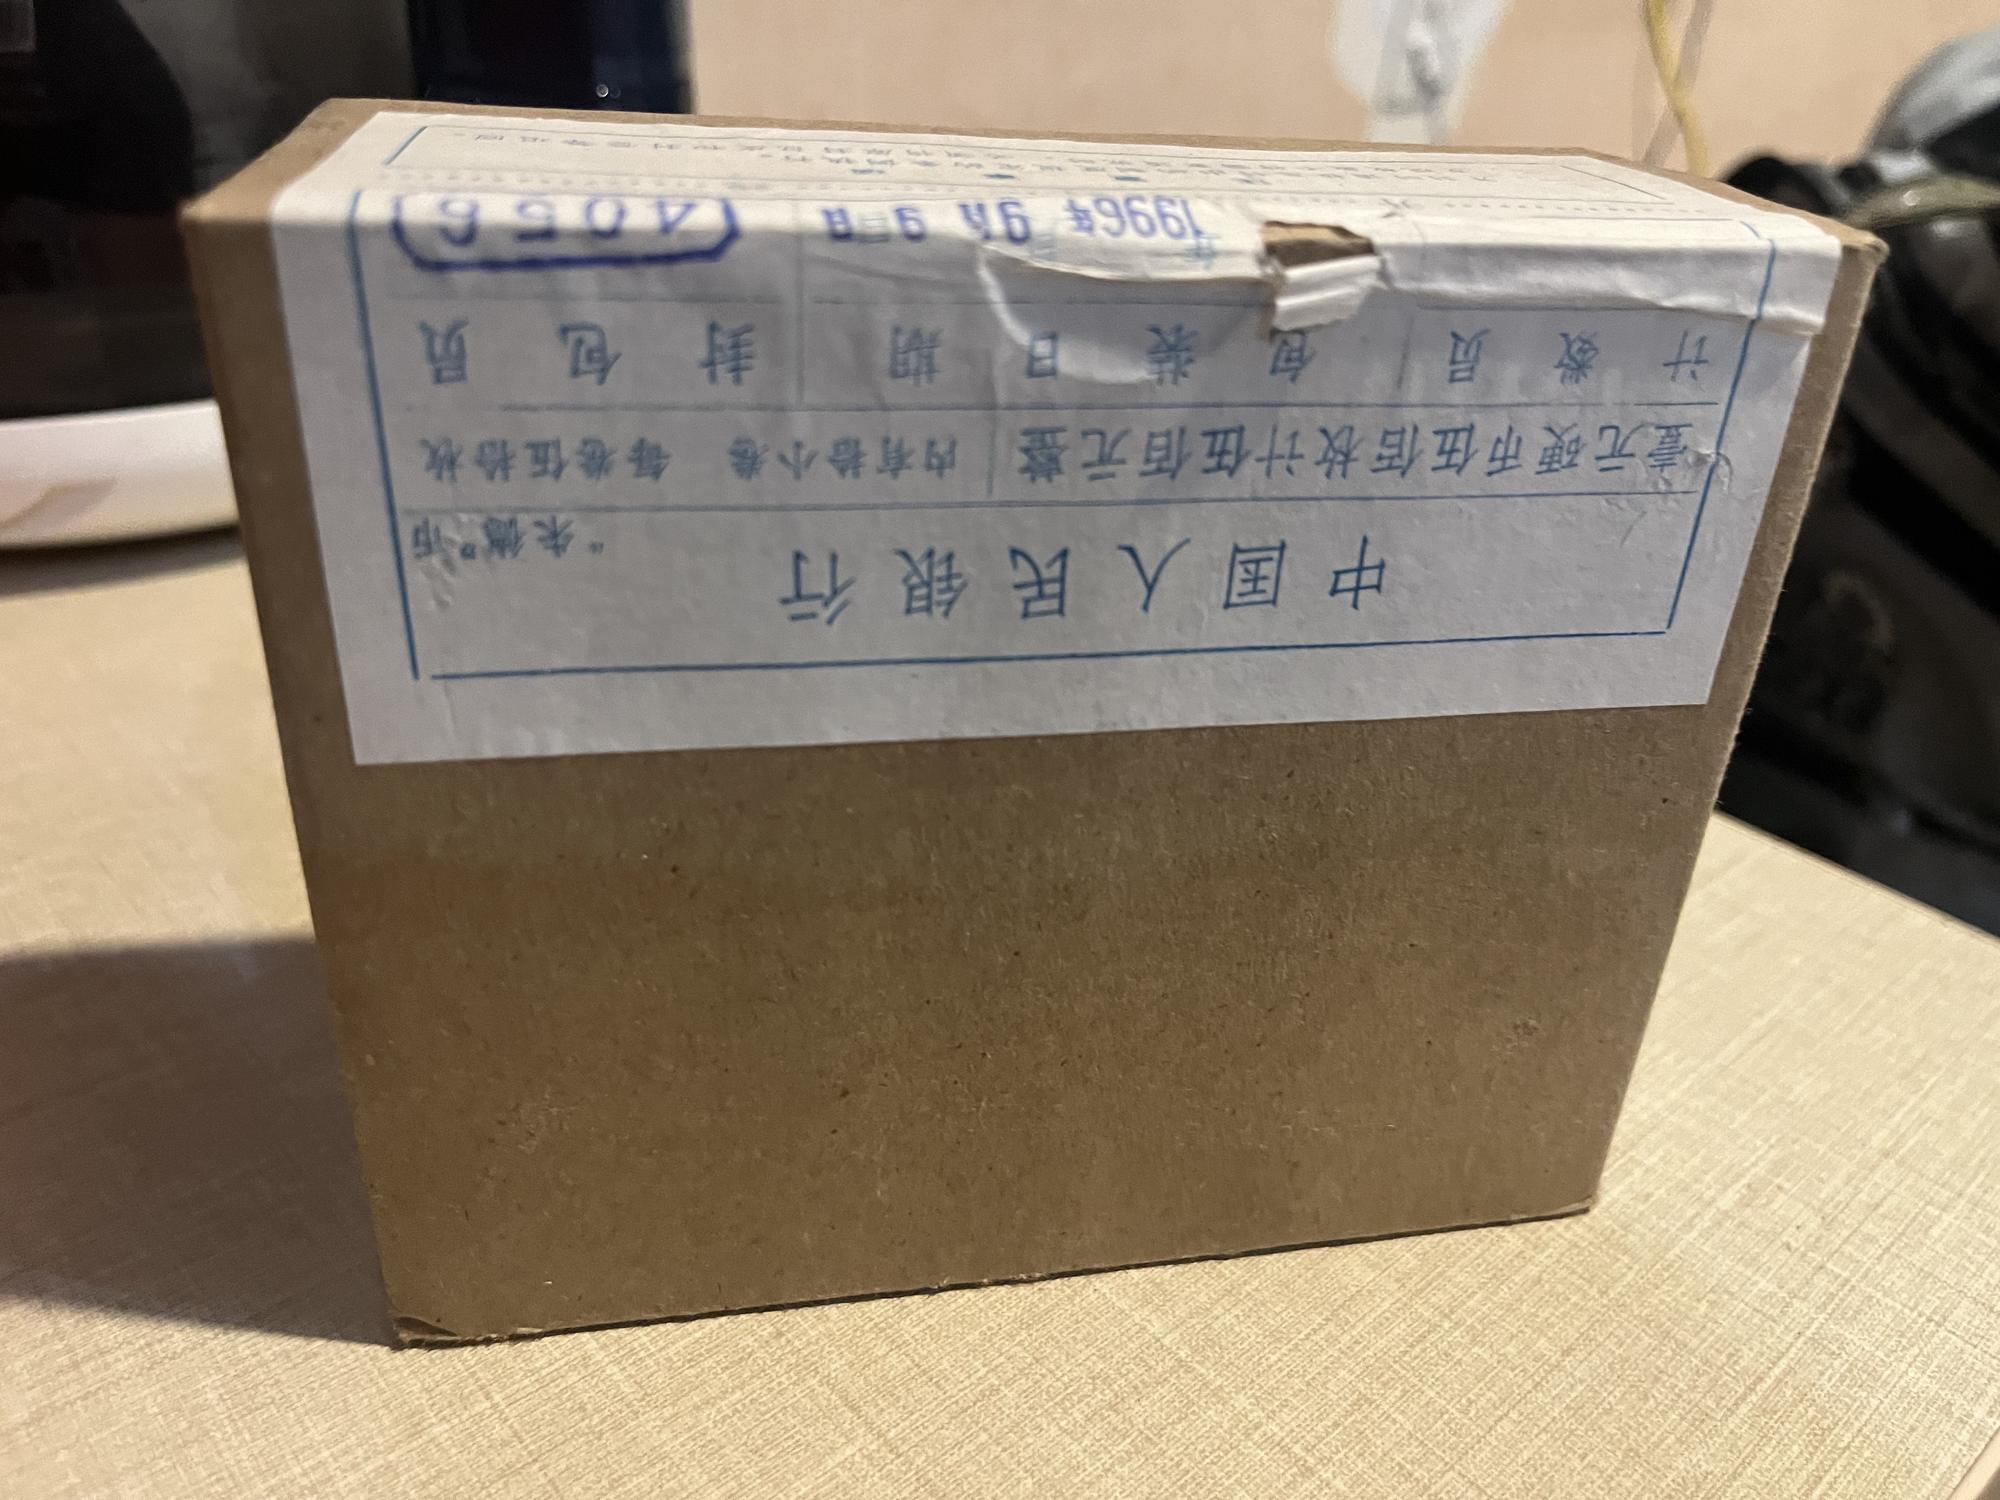 中国人民银行 "朱德"币
壹元硬币伍佰枚计伍佰元整 内有拾小卷 每卷伍拾枚
计数员 包装日期 封包员
1996年9月9日 4056